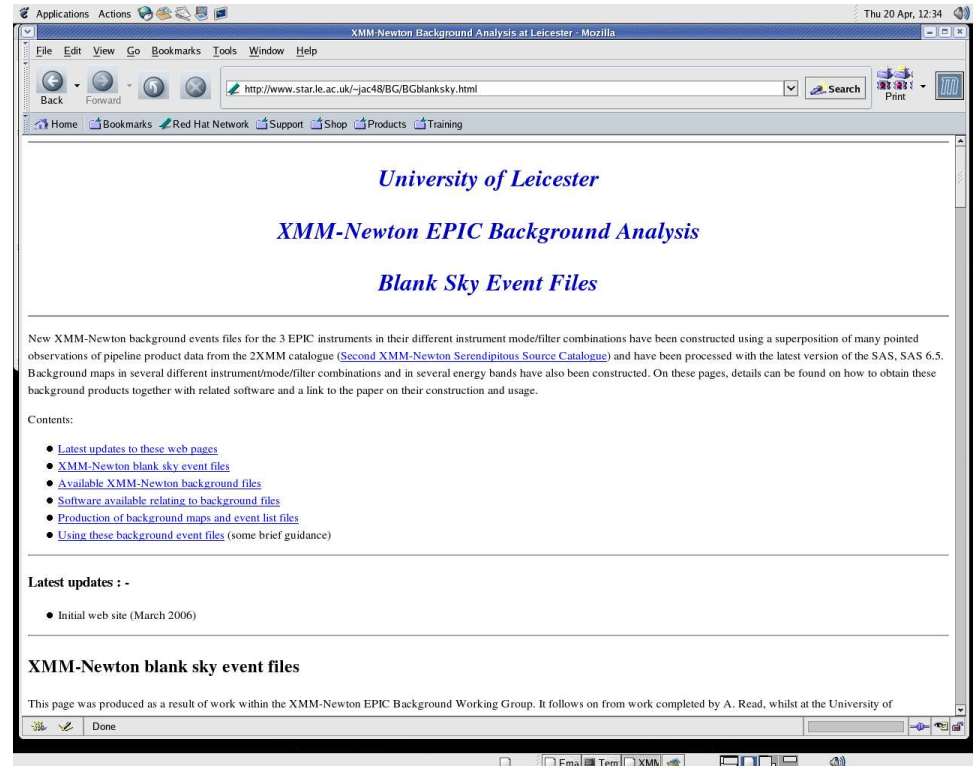 Applications Actions Thu 20 Apr, 12:34
XMM-Newton Background Analysis at Leicester - Mozilla
File Edit View Go Bookmarks Tools Window Help
http://www.star.le.ac.uk/~jac48/BG/BGblanksky.html Search
Back Forward Print
Home Bookmarks Red Hat Network Support Shop Products Training
University of Leicester
XMM-Newton EPIC Background Analysis
Blank Sky Event Files
New XMM-Newton background events files for the 3 EPIC instruments in their different instrument mode/filter combinations have been constructed using a superposition of many pointed
observations of pipeline product data from the 2XMM catalogue (Second XMM-Newton Serendipitous Source Catalogue) and have been processed with the latest version of the SAS, SAS 6.5.
Background maps in several different instrument/mode/filter combinations and in several energy bands have also been constructed. On these pages, details can be found on how to obtain these
background products together with related software and a link to the paper on their construction and usage.
Contents:
Latest updates to these web pages
XMM-Newton blank sky event files
Available XMM-Newton background files
Software available relating to background files
Production of background maps and event list files
Using these background event files (some brief guidance)
Latest updates : -
Initial web site (March 2006)
XMM-Newton blank sky event files
This page was produced as a result of work within the XMM-Newton EPIC Background Working Group. It follows on from work completed by A. Read, whilst at the University of
Done
Ema Tern XMM